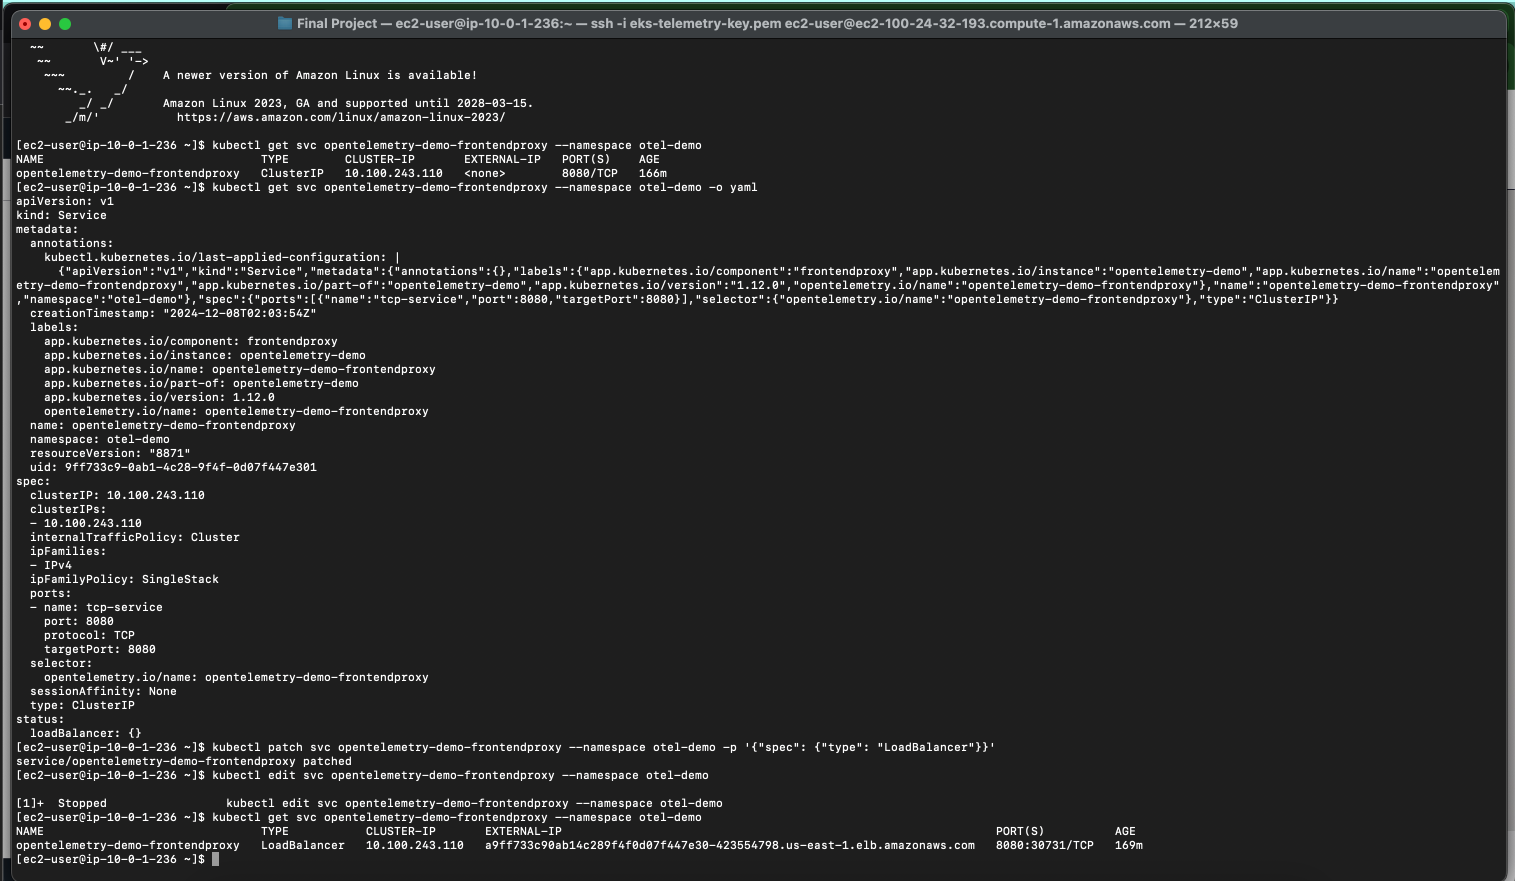 Final Project — ec2-user@ip-10-0-1-236:~ — ssh -i eks-telemetry-key.pem ec2-user@ec2-100-24-32-193.compute-1.amazonaws.com — 212×59
~~       \#/ ___
~~       V~' '->
~~~         /    A newer version of Amazon Linux is available!
~~._.   _/
_/ _/       Amazon Linux 2023, GA and supported until 2028-03-15.
_/m/'           https://aws.amazon.com/linux/amazon-linux-2023/
[ec2-user@ip-10-0-1-236 ~]$ kubectl get svc opentelemetry-demo-frontendproxy --namespace otel-demo
NAME                               TYPE        CLUSTER-IP       EXTERNAL-IP   PORT(S)    AGE
opentelemetry-demo-frontendproxy   ClusterIP   10.100.243.110   <none>        8080/TCP   166m
[ec2-user@ip-10-0-1-236 ~]$ kubectl get svc opentelemetry-demo-frontendproxy --namespace otel-demo -o yaml
apiVersion: v1
kind: Service
metadata:
  annotations:
    kubectl.kubernetes.io/last-applied-configuration: |
      {"apiVersion":"v1","kind":"Service","metadata":{"annotations":{},"labels":{"app.kubernetes.io/component":"frontendproxy","app.kubernetes.io/instance":"opentelemetry-demo","app.kubernetes.io/name":"opentelem
etry-demo-frontendproxy","app.kubernetes.io/part-of":"opentelemetry-demo","app.kubernetes.io/version":"1.12.0","opentelemetry.io/name":"opentelemetry-demo-frontendproxy"},"name":"opentelemetry-demo-frontendproxy"
,"namespace":"otel-demo"},"spec":{"ports":[{"name":"tcp-service","port":8080,"targetPort":8080}],"selector":{"opentelemetry.io/name":"opentelemetry-demo-frontendproxy"},"type":"ClusterIP"}}
  creationTimestamp: "2024-12-08T02:03:54Z"
  labels:
    app.kubernetes.io/component: frontendproxy
    app.kubernetes.io/instance: opentelemetry-demo
    app.kubernetes.io/name: opentelemetry-demo-frontendproxy
    app.kubernetes.io/part-of: opentelemetry-demo
    app.kubernetes.io/version: 1.12.0
    opentelemetry.io/name: opentelemetry-demo-frontendproxy
  name: opentelemetry-demo-frontendproxy
  namespace: otel-demo
  resourceVersion: "8871"
  uid: 9ff733c9-0ab1-4c28-9f4f-0d07f447e301
spec:
  clusterIP: 10.100.243.110
  clusterIPs:
  - 10.100.243.110
  internalTrafficPolicy: Cluster
  ipFamilies:
  - IPv4
  ipFamilyPolicy: SingleStack
  ports:
  - name: tcp-service
    port: 8080
    protocol: TCP
    targetPort: 8080
  selector:
    opentelemetry.io/name: opentelemetry-demo-frontendproxy
  sessionAffinity: None
  type: ClusterIP
status:
  loadBalancer: {}
[ec2-user@ip-10-0-1-236 ~]$ kubectl patch svc opentelemetry-demo-frontendproxy --namespace otel-demo -p '{"spec": {"type": "LoadBalancer"}}'
service/opentelemetry-demo-frontendproxy patched
[ec2-user@ip-10-0-1-236 ~]$ kubectl edit svc opentelemetry-demo-frontendproxy --namespace otel-demo
[1]+  Stopped                 kubectl edit svc opentelemetry-demo-frontendproxy --namespace otel-demo
[ec2-user@ip-10-0-1-236 ~]$ kubectl get svc opentelemetry-demo-frontendproxy --namespace otel-demo
NAME                               TYPE           CLUSTER-IP       EXTERNAL-IP                                                              PORT(S)          AGE
opentelemetry-demo-frontendproxy   LoadBalancer   10.100.243.110   a9ff733c90ab14c289f4f0d07f447e30-423554798.us-east-1.elb.amazonaws.com   8080:30731/TCP   169m
[ec2-user@ip-10-0-1-236 ~]$